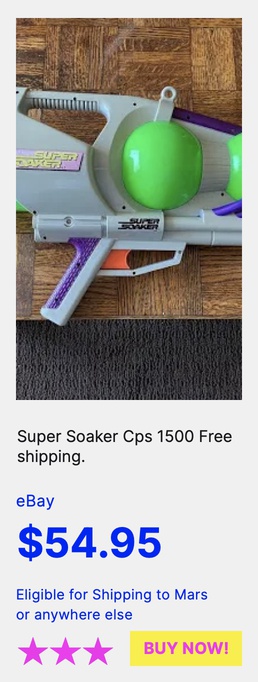 SUPER
SOAKER
SUPER
SOAKER
Super Soaker Cps 1500 Free
shipping.
eBay
$54.95
Eligible for Shipping to Mars
or anywhere else
BUY NOW!